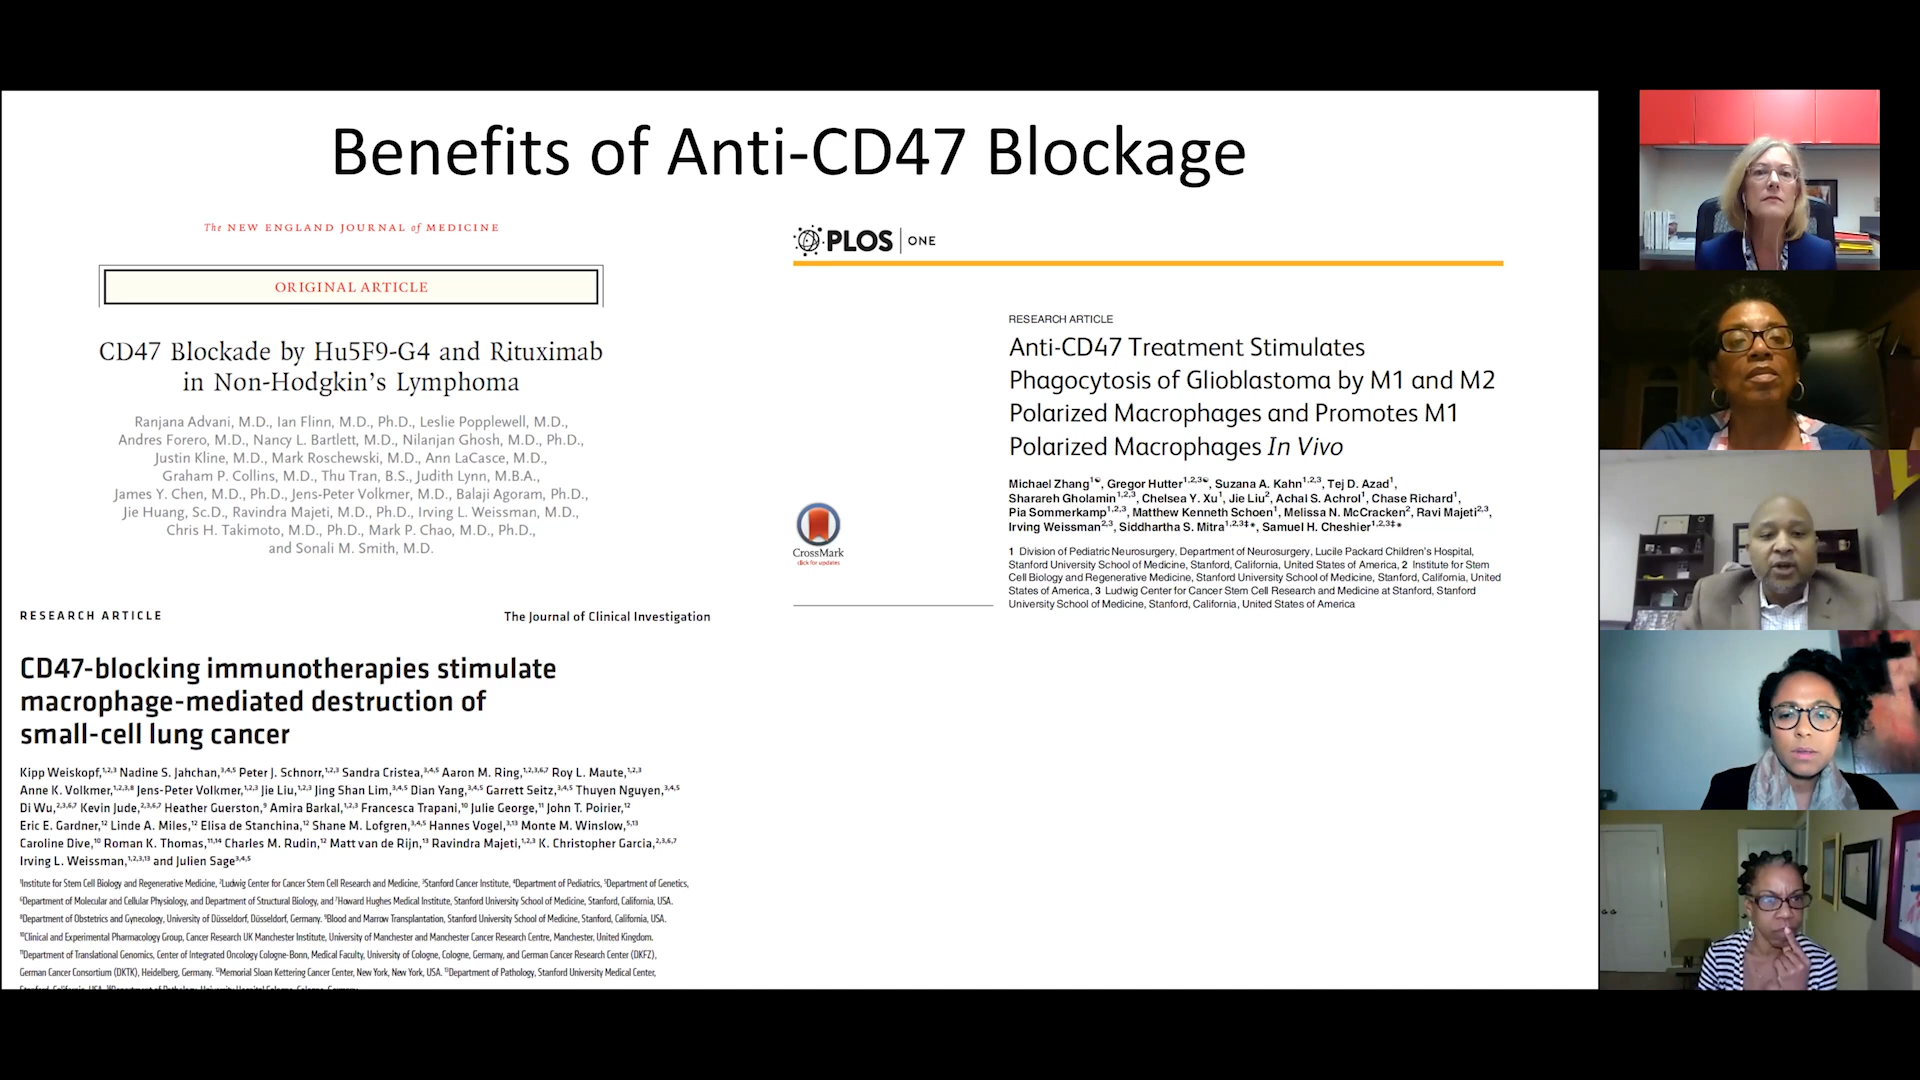 Benefits of Anti-CD47 Blockage
The NEW ENGLAND JOURNAL of MEDICINE
ORIGINAL ARTICLE
CD47 Blockade by Hu5F9-G4 and Rituximab
in Non-Hodgkin's Lymphoma
Ranjana Advani, M.D., Ian Flinn, M.D., Ph.D., Leslie Popplewell, M.D.,
Andres Forero, M.D., Nancy L. Bartlett, M.D., Nilanjan Ghosh, M.D., Ph.D.,
Justin Kline, M.D., Mark Roschewski, M.D., Ann LaCasce, M.D.,
Graham P. Collins, M.D., Thu Tran, B.S., Judith Lynn, M.B.A.,
James Y. Chen, M.D., Ph.D., Jens-Peter Volkmer, M.D., Balaji Agoram, Ph.D.,
Jie Huang, Sc.D., Ravindra Majeti, M.D., Ph.D., Irving L. Weissman, M.D.,
Chris H. Takimoto, M.D., Ph.D., Mark P. Chao, M.D., Ph.D.,
and Sonali M. Smith, M.D.
PLOS | ONE
RESEARCH ARTICLE
Anti-CD47 Treatment Stimulates
Phagocytosis of Glioblastoma by M1 and M2
Polarized Macrophages and Promotes M1
Polarized Macrophages In Vivo
Michael Zhang1☯, Gregor Hutter1,2,3☯, Suzana A. Kahn1,2,3, Tej D. Azad1,
Sharareh Gholamin1,2,3, Chelsea Y. Xu1, Jie Liu2, Achal S. Achrol1, Chase Richard1,
Pia Sommerkamp1,2,3, Matthew Kenneth Schoen1, Melissa N. McCracken2, Ravi Majeti2,3,
Irving Weissman2,3, Siddhartha S. Mitra1,2,3‡*, Samuel H. Cheshier1,2,3‡*
CrossMark
click for updates
1 Division of Pediatric Neurosurgery, Department of Neurosurgery, Lucile Packard Children's Hospital,
Stanford University School of Medicine, Stanford, California, United States of America, 2 Institute for Stem
Cell Biology and Regenerative Medicine, Stanford University School of Medicine, Stanford, California, United
States of America, 3 Ludwig Center for Cancer Stem Cell Research and Medicine at Stanford, Stanford
University School of Medicine, Stanford, California, United States of America
RESEARCH ARTICLE The Journal of Clinical Investigation
CD47-blocking immunotherapies stimulate
macrophage-mediated destruction of
small-cell lung cancer
Kipp Weiskopf,1,2,3 Nadine S. Jahchan,3,4,5 Peter J. Schnorr,1,2,3 Sandra Cristea,3,4,5 Aaron M. Ring,1,2,3,6,7 Roy L. Maute,1,2,3
Anne K. Volkmer,1,2,3,8 Jens-Peter Volkmer,1,2,3 Jie Liu,1,2,3 Jing Shan Lim,3,4,5 Dian Yang,3,4,5 Garrett Seitz,3,4,5 Thuyen Nguyen,3,4,5
Di Wu,2,3,6,7 Kevin Jude,2,3,6,7 Heather Guerston,9 Amira Barkal,1,2,3 Francesca Trapani,10 Julie George,11 John T. Poirier,12
Eric E. Gardner,12 Linde A. Miles,12 Elisa de Stanchina,12 Shane M. Lofgren,3,4,5 Hannes Vogel,3,13 Monte M. Winslow,5,13
Caroline Dive,10 Roman K. Thomas,11,14 Charles M. Rudin,12 Matt van de Rijn,13 Ravindra Majeti,1,2,3 K. Christopher Garcia,2,3,6,7
Irving L. Weissman,1,2,3,13 and Julien Sage3,4,5
1Institute for Stem Cell Biology and Regenerative Medicine, 2Ludwig Center for Cancer Stem Cell Research and Medicine, 3Stanford Cancer Institute, 4Department of Pediatrics, 5Department of Genetics,
6Department of Molecular and Cellular Physiology, and Department of Structural Biology, and 7Howard Hughes Medical Institute, Stanford University School of Medicine, Stanford, California, USA.
8Department of Obstetrics and Gynecology, University of Düsseldorf, Düsseldorf, Germany. 9Blood and Marrow Transplantation, Stanford University School of Medicine, Stanford, California, USA.
10Clinical and Experimental Pharmacology Group, Cancer Research UK Manchester Institute, University of Manchester and Manchester Cancer Research Centre, Manchester, United Kingdom.
11Department of Translational Genomics, Center of Integrated Oncology Cologne-Bonn, Medical Faculty, University of Cologne, Cologne, Germany, and German Cancer Research Center (DKFZ),
German Cancer Consortium (DKTK), Heidelberg, Germany. 12Memorial Sloan Kettering Cancer Center, New York, New York, USA. 13Department of Pathology, Stanford University Medical Center,